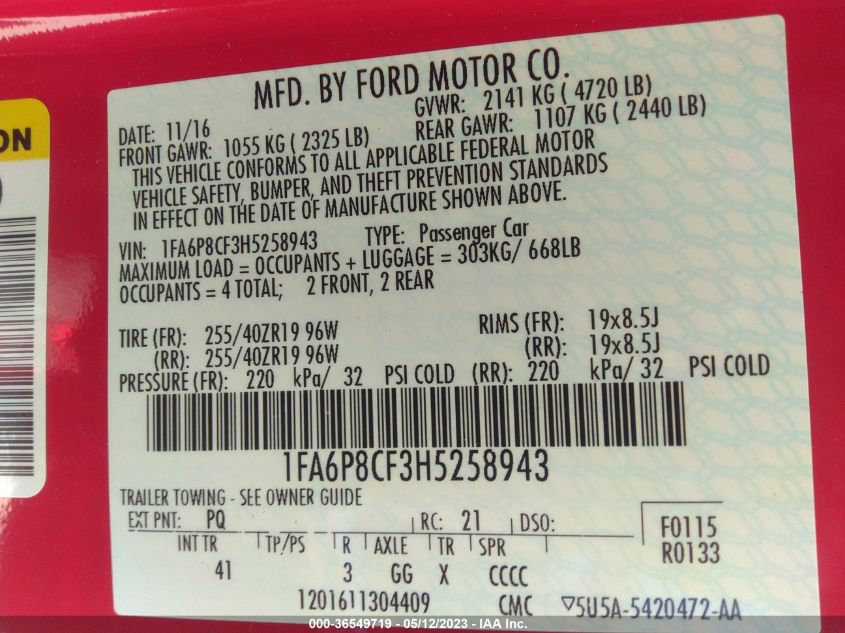 ON
MFD. BY FORD MOTOR CO.
DATE: 11/16 GVWR: 2141 KG ( 4720 LB)
FRONT GAWR: 1055 KG ( 2325 LB) REAR GAWR: 1107 KG ( 2440 LB)
THIS VEHICLE CONFORMS TO ALL APPLICABLE FEDERAL MOTOR
VEHICLE SAFETY, BUMPER, AND THEFT PREVENTION STANDARDS
IN EFFECT ON THE DATE OF MANUFACTURE SHOWN ABOVE.
VIN: 1FA6P8CF3H5258943 TYPE: Passenger Car
MAXIMUM LOAD = OCCUPANTS + LUGGAGE = 303KG/ 668LB
OCCUPANTS = 4 TOTAL; 2 FRONT, 2 REAR
TIRE (FR): 255/40ZR19 96W RIMS (FR): 19x8.5J
(RR): 255/40ZR19 96W (RR): 19x8.5J
PRESSURE (FR): 220 kPa/ 32 PSI COLD (RR): 220 kPa/ 32 PSI COLD
1FA6P8CF3H5258943
TRAILER TOWING - SEE OWNER GUIDE
EXT PNT: PQ RC: 21 DSO: F0115
INT TR TP/PS R AXLE TR SPR R0133
41 3 GG X CCCC
1201611304409 CMC ▽5U5A-5420472-AA
000-36549719 - 05/12/2023 - IAA Inc.